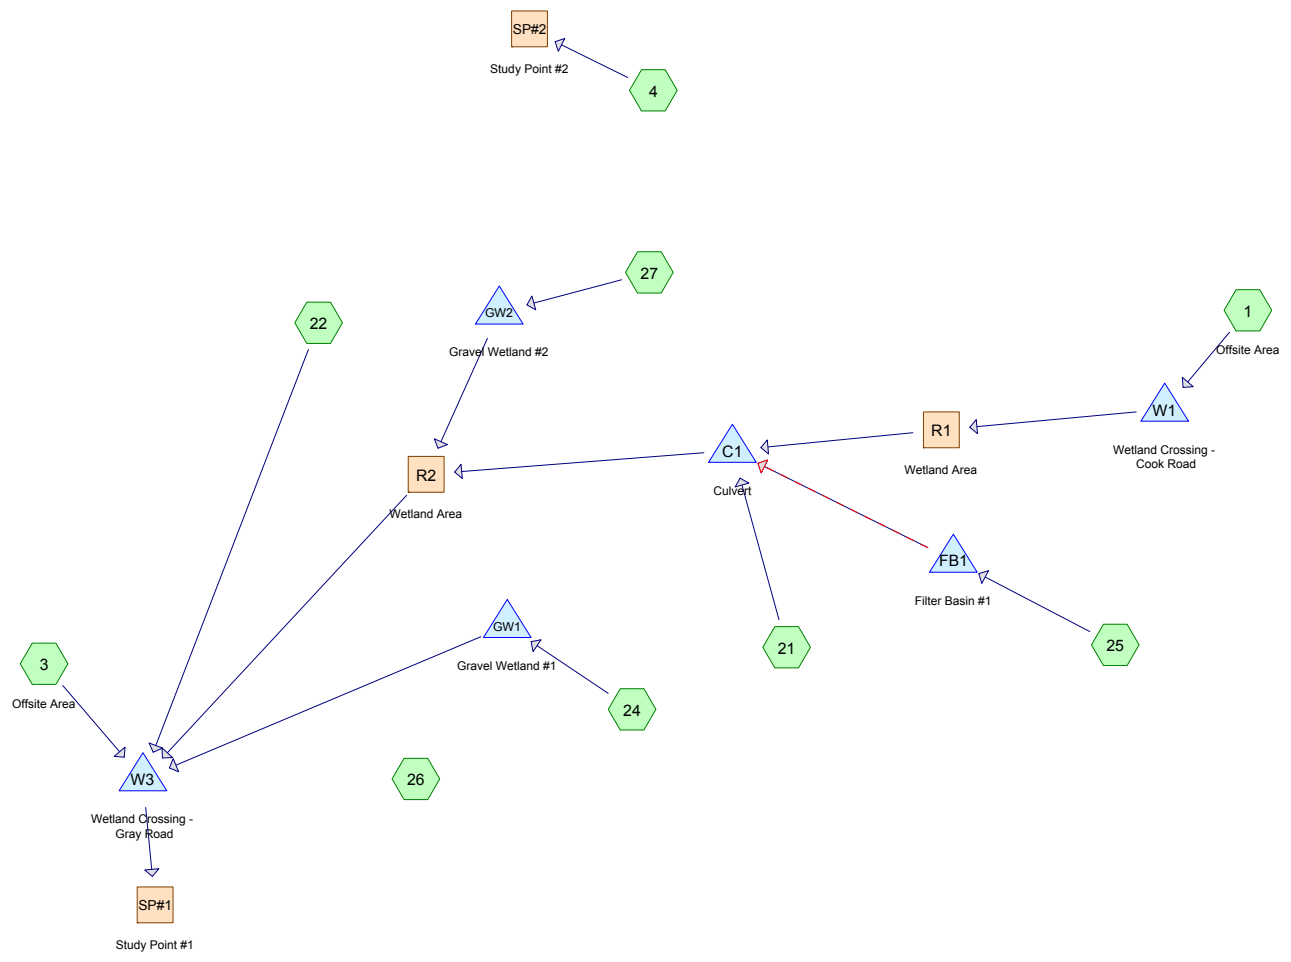 SP#2
Study Point #2
4
27
22
GW2
Gravel Wetland #2
1
Offsite Area
W1
Wetland Crossing -
Cook Road
R1
Wetland Area
C1
Culvert
R2
Wetland Area
FB1
Filter Basin #1
GW1
Gravel Wetland #1
21
25
3
Offsite Area
24
W3
Wetland Crossing -
Gray Road
26
SP#1
Study Point #1